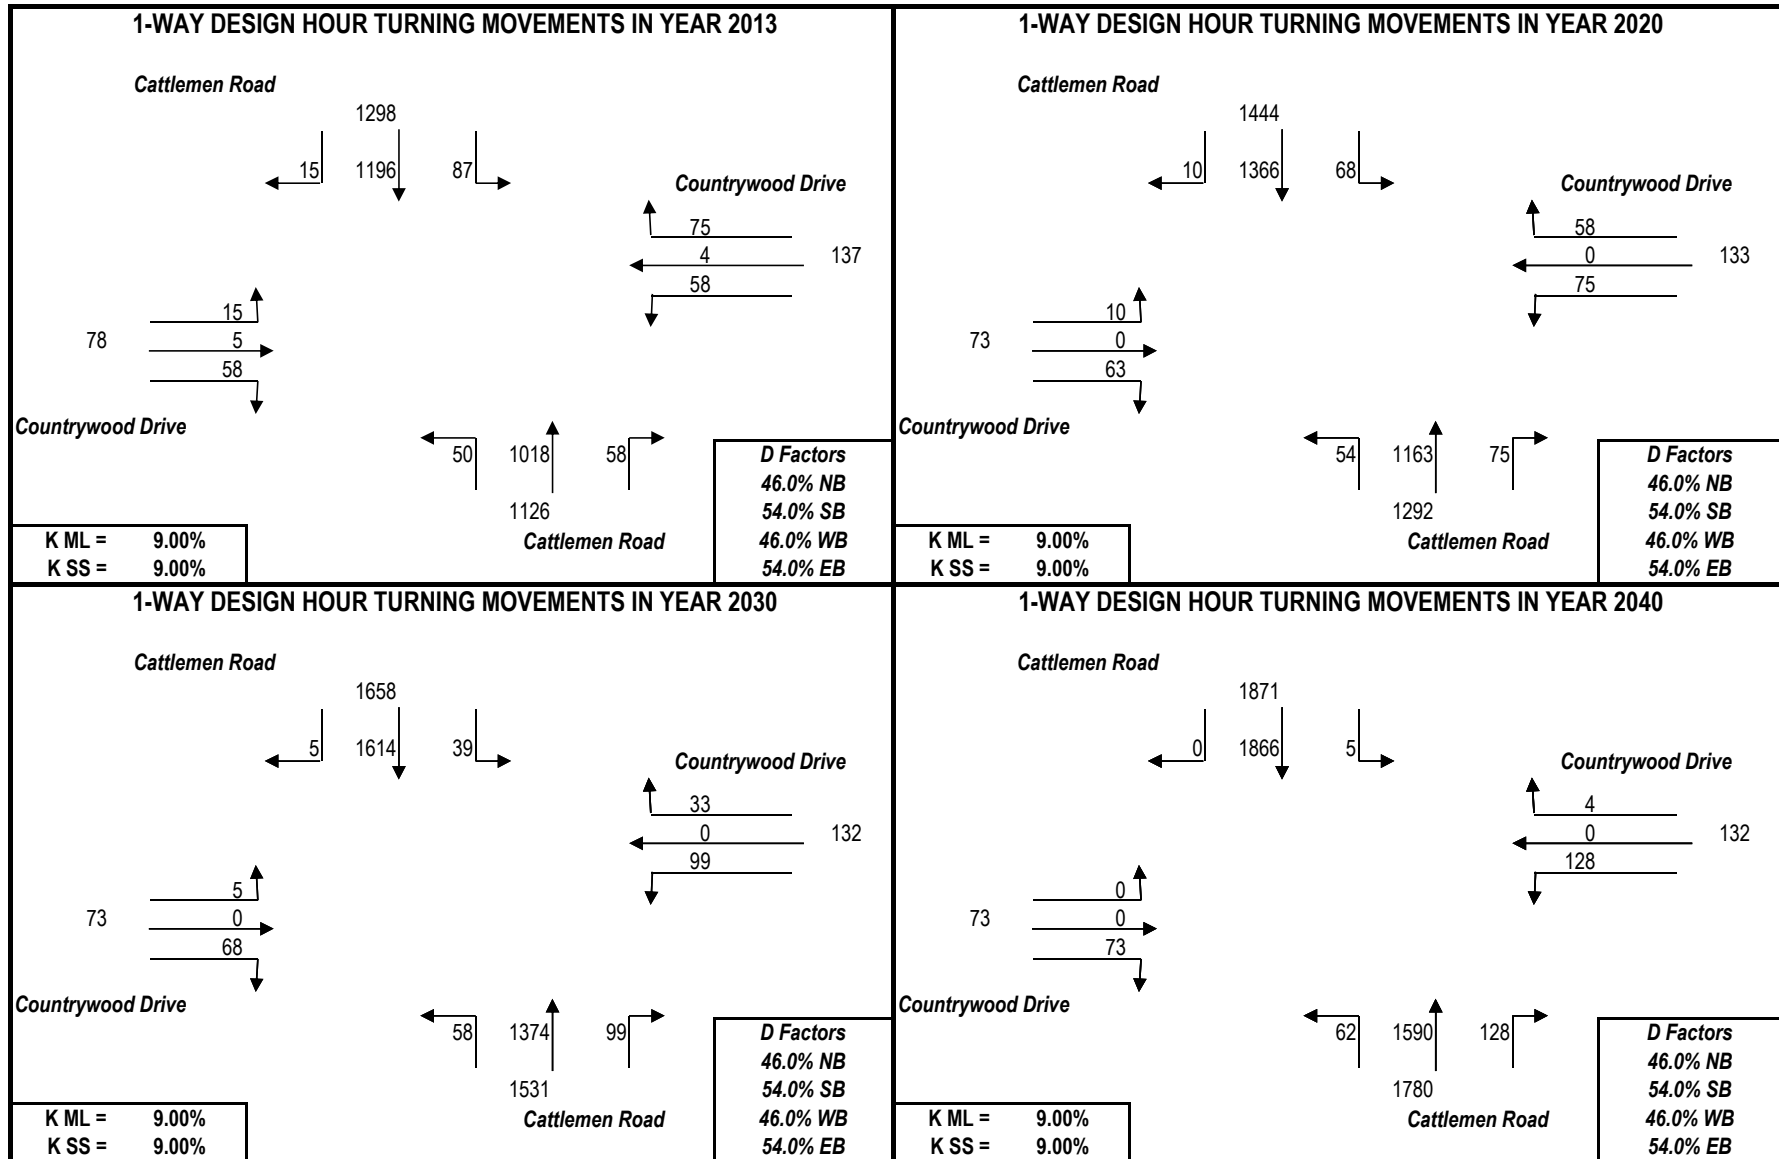 1-WAY DESIGN HOUR TURNING MOVEMENTS IN YEAR 2013
Cattlemen Road
1298
15 1196 87
Countrywood Drive
75
4 137
58
15
78 5
58
Countrywood Drive
50 1018 58
1126
Cattlemen Road
D Factors
46.0% NB
54.0% SB
46.0% WB
54.0% EB
K ML = 9.00%
K SS = 9.00%
1-WAY DESIGN HOUR TURNING MOVEMENTS IN YEAR 2020
Cattlemen Road
1444
10 1366 68
Countrywood Drive
58
0 133
75
10
73 0
63
Countrywood Drive
54 1163 75
1292
Cattlemen Road
D Factors
46.0% NB
54.0% SB
46.0% WB
54.0% EB
K ML = 9.00%
K SS = 9.00%
1-WAY DESIGN HOUR TURNING MOVEMENTS IN YEAR 2030
Cattlemen Road
1658
5 1614 39
Countrywood Drive
33
0 132
99
5
73 0
68
Countrywood Drive
58 1374 99
1531
Cattlemen Road
D Factors
46.0% NB
54.0% SB
46.0% WB
54.0% EB
K ML = 9.00%
K SS = 9.00%
1-WAY DESIGN HOUR TURNING MOVEMENTS IN YEAR 2040
Cattlemen Road
1871
0 1866 5
Countrywood Drive
4
0 132
128
0
73 0
73
Countrywood Drive
62 1590 128
1780
Cattlemen Road
D Factors
46.0% NB
54.0% SB
46.0% WB
54.0% EB
K ML = 9.00%
K SS = 9.00%